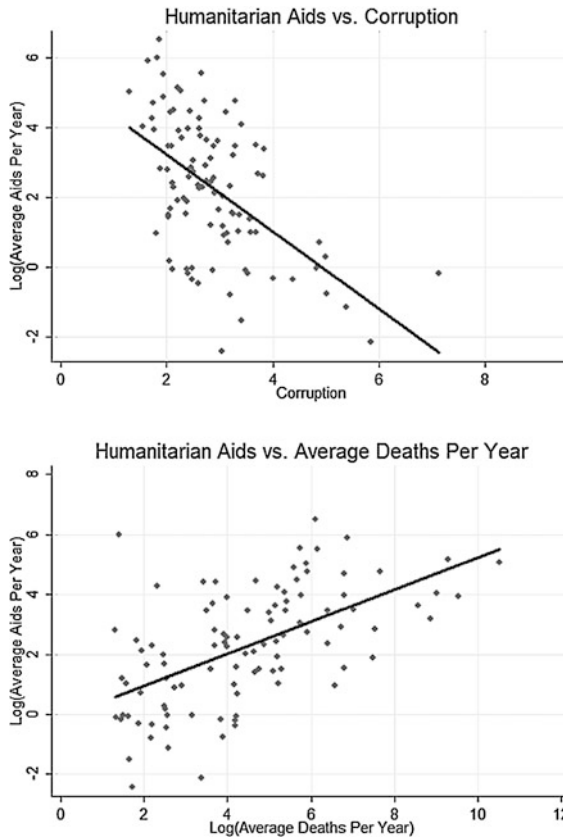 Humanitarian Aids vs. Corruption
Log(Average Aids Per Year)
6
4
2
0
-2
0 2 4 6 8
Corruption
Humanitarian Aids vs. Average Deaths Per Year
Log(Average Aids Per Year)
8
6
4
2
0
-2
0 2 4 6 8 10 12
Log(Average Deaths Per Year)